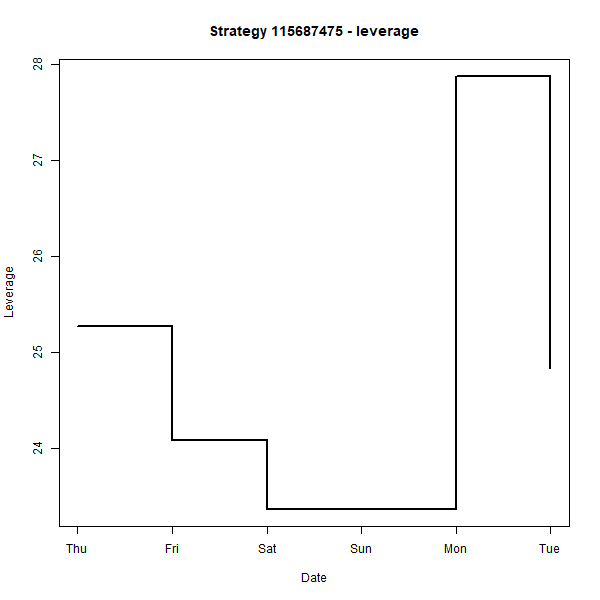 Strategy 115687475 - leverage
28
27
26
25
24
Leverage
Thu Fri Sat Sun Mon Tue
Date